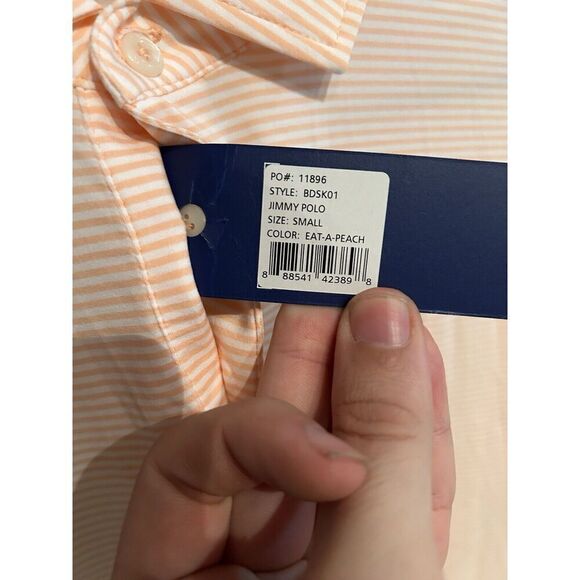 PO#: 11896
STYLE: BDSK01
JIMMY POLO
SIZE: SMALL
COLOR: EAT-A-PEACH
8 88541 42389 8